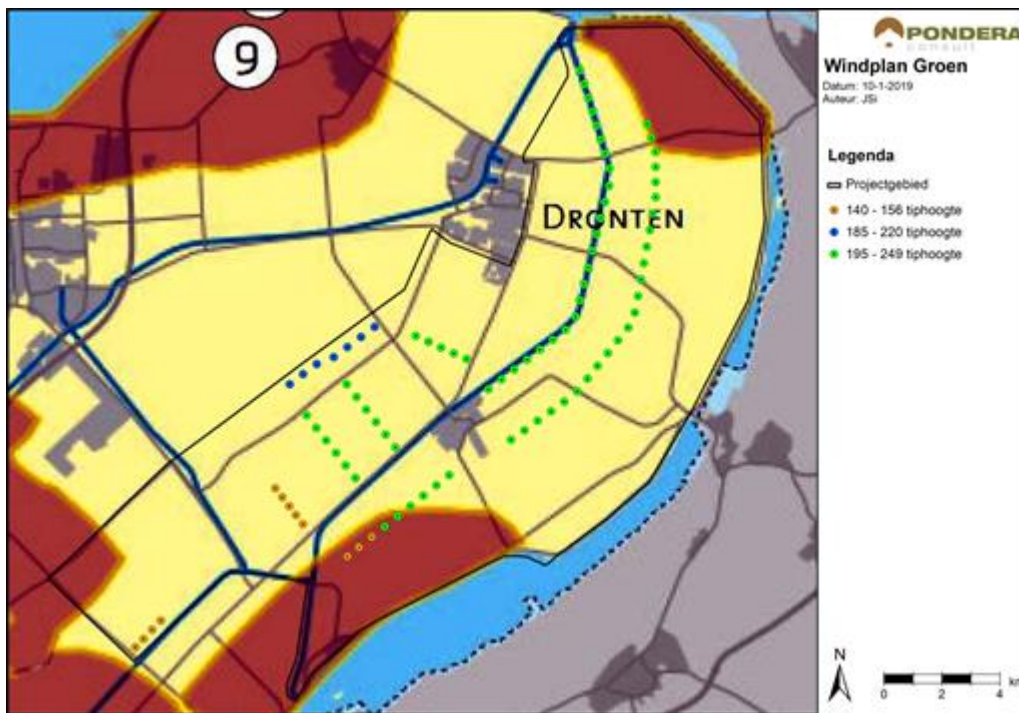 9
DRONTEN
PONDERA
consult
Windplan Groen
Datum: 10-1-2019
Auteur: JSi
Legenda
Projectgebied
140 - 156 tiphoogte
185 - 220 tiphoogte
195 - 249 tiphoogte
N
km
0 2 4